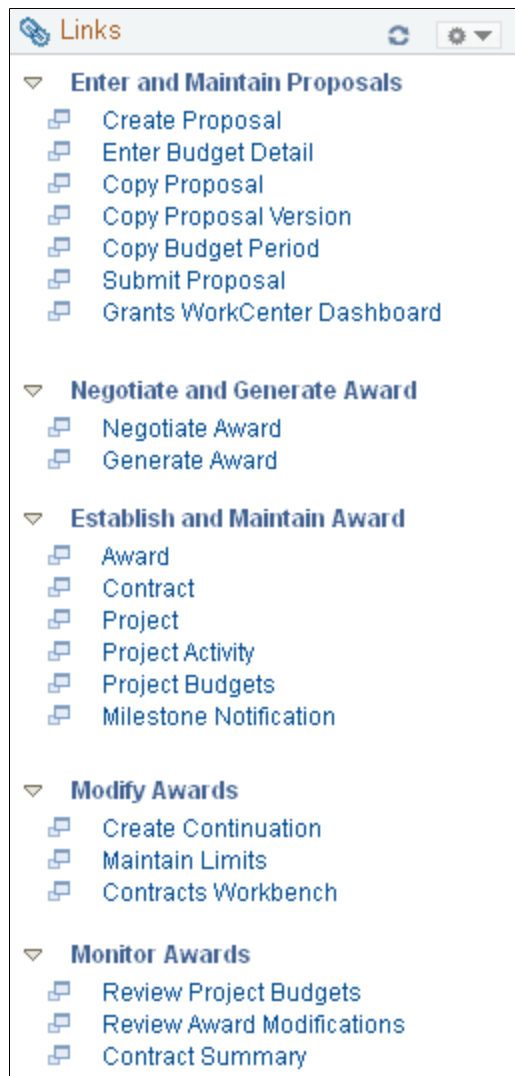 Links
Enter and Maintain Proposals
Create Proposal
Enter Budget Detail
Copy Proposal
Copy Proposal Version
Copy Budget Period
Submit Proposal
Grants WorkCenter Dashboard
Negotiate and Generate Award
Negotiate Award
Generate Award
Establish and Maintain Award
Award
Contract
Project
Project Activity
Project Budgets
Milestone Notification
Modify Awards
Create Continuation
Maintain Limits
Contracts Workbench
Monitor Awards
Review Project Budgets
Review Award Modifications
Contract Summary